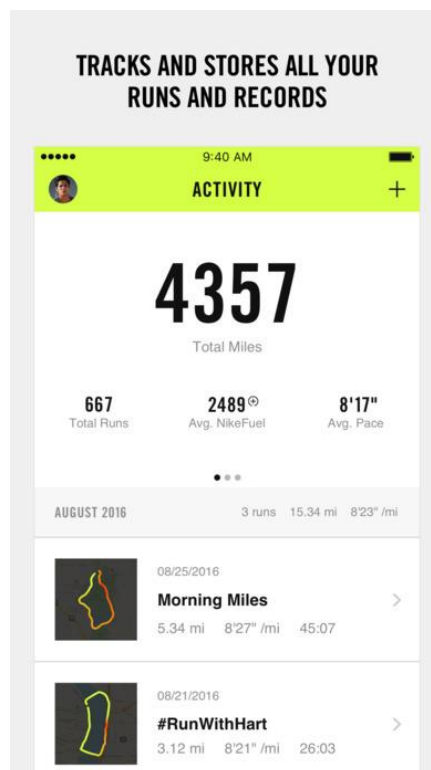 TRACKS AND STORES ALL YOUR
RUNS AND RECORDS
9:40 AM
ACTIVITY +
4357
Total Miles
667 2489 8'17"
Total Runs Avg. NikeFuel Avg. Pace
AUGUST 2016 3 runs 15.34 mi 8'23" /mi
08/25/2016
Morning Miles
5.34 mi 8'27" /mi 45:07
08/21/2016
#RunWithHart
3.12 mi 8'21" /mi 26:03